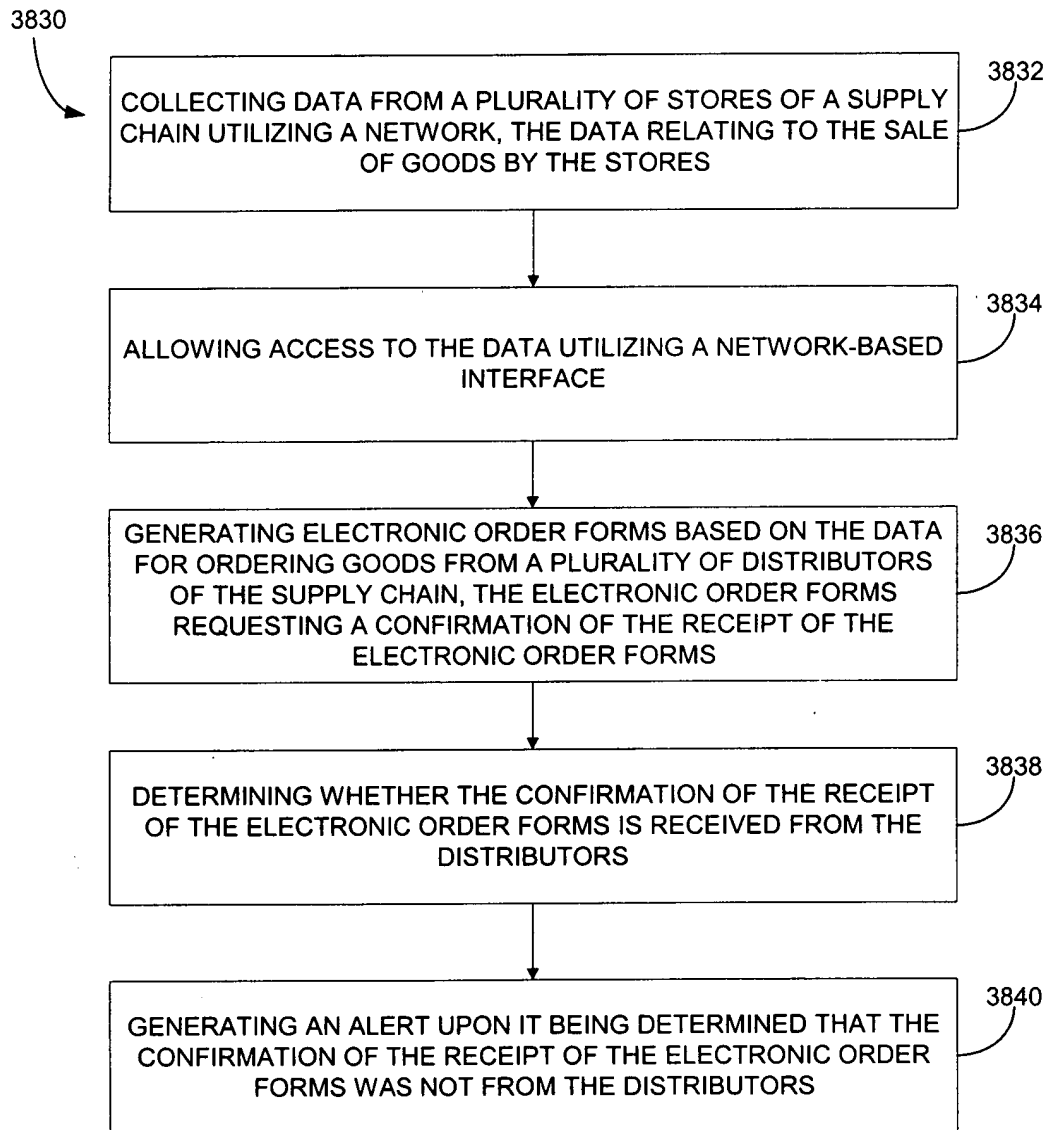 3830
3832
COLLECTING DATA FROM A PLURALITY OF STORES OF A SUPPLY
CHAIN UTILIZING A NETWORK, THE DATA RELATING TO THE SALE
OF GOODS BY THE STORES
3834
ALLOWING ACCESS TO THE DATA UTILIZING A NETWORK-BASED
INTERFACE
3836
GENERATING ELECTRONIC ORDER FORMS BASED ON THE DATA
FOR ORDERING GOODS FROM A PLURALITY OF DISTRIBUTORS
OF THE SUPPLY CHAIN, THE ELECTRONIC ORDER FORMS
REQUESTING A CONFIRMATION OF THE RECEIPT OF THE
ELECTRONIC ORDER FORMS
3838
DETERMINING WHETHER THE CONFIRMATION OF THE RECEIPT
OF THE ELECTRONIC ORDER FORMS IS RECEIVED FROM THE
DISTRIBUTORS
3840
GENERATING AN ALERT UPON IT BEING DETERMINED THAT THE
CONFIRMATION OF THE RECEIPT OF THE ELECTRONIC ORDER
FORMS WAS NOT FROM THE DISTRIBUTORS